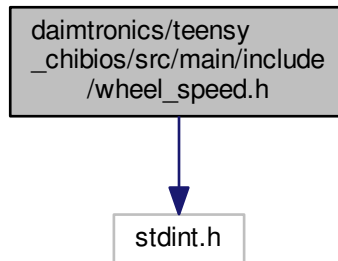 daimtronics/teensy
_chibios/src/main/include
/wheel_speed.h
stdint.h